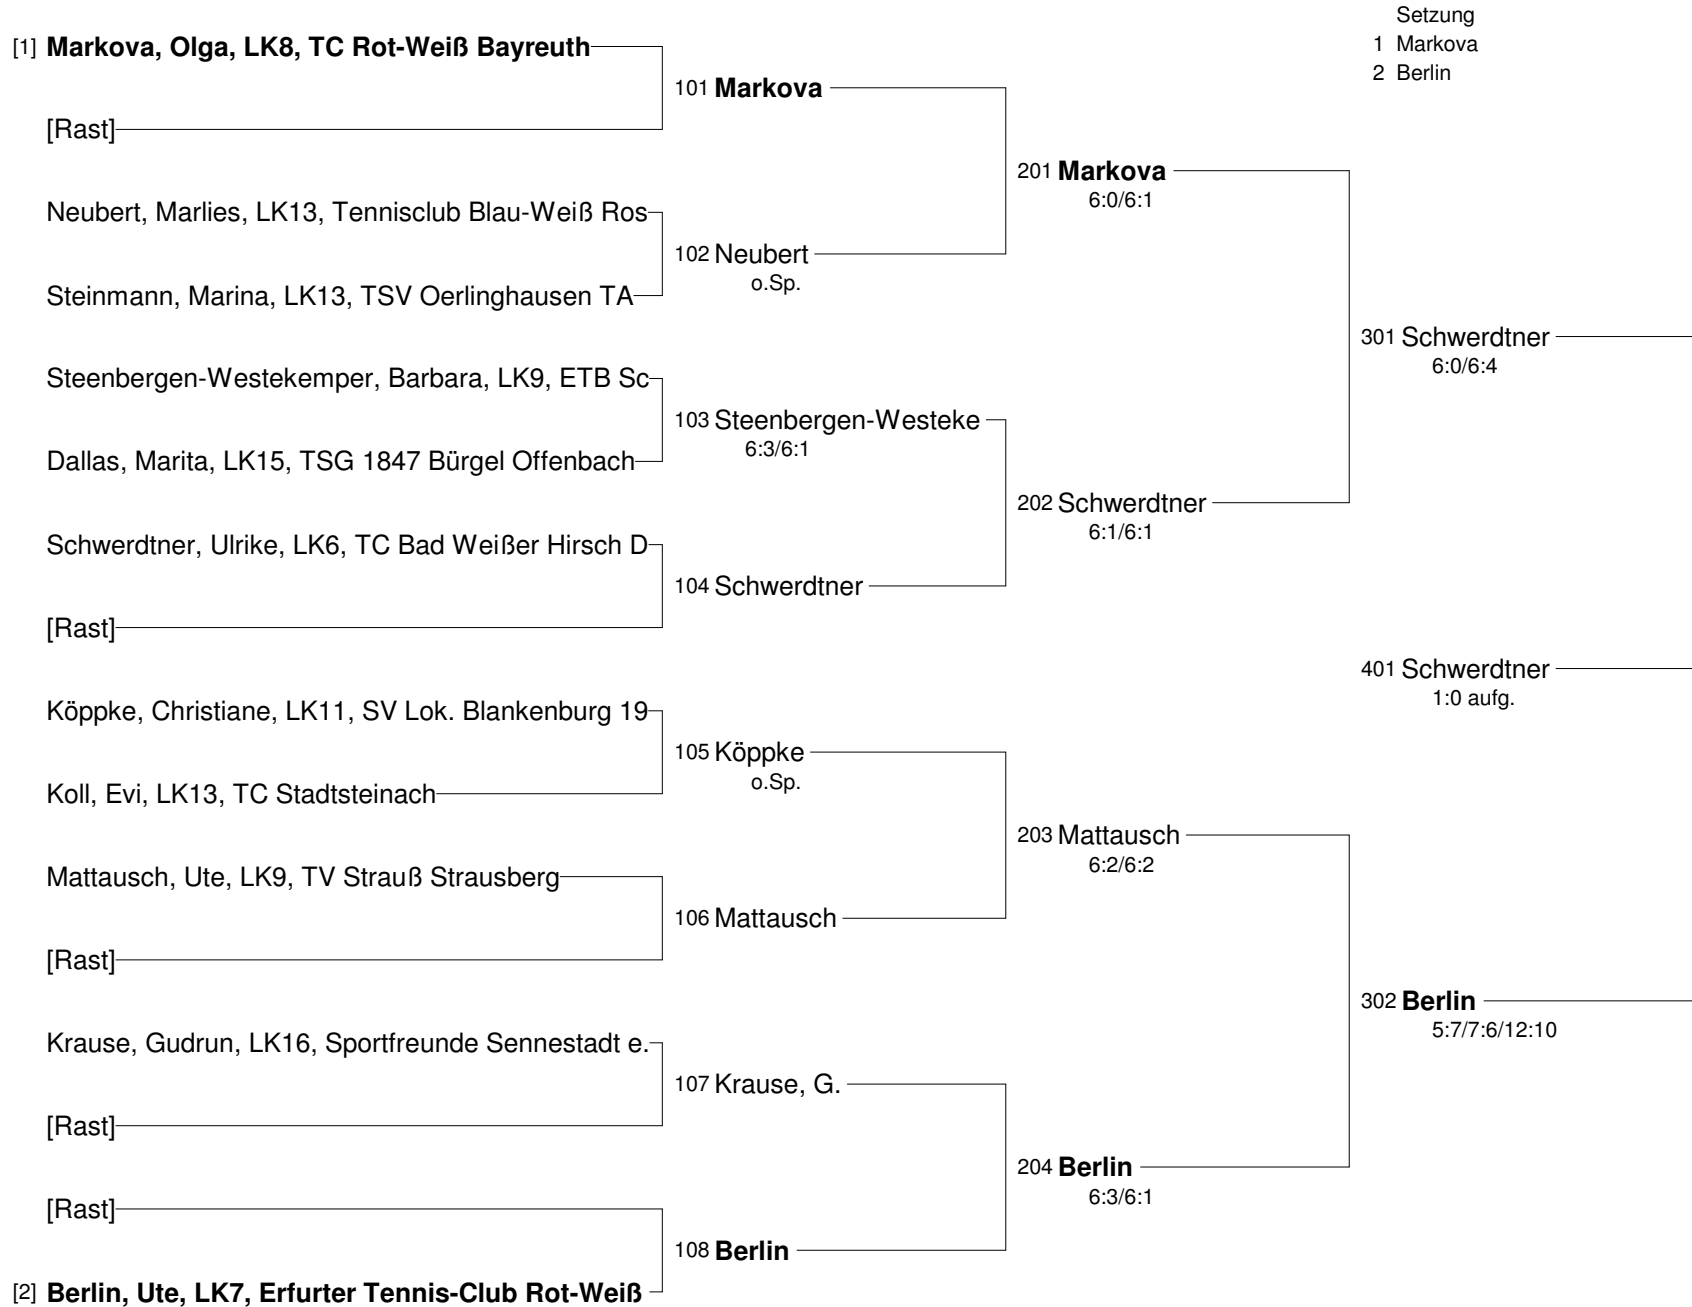 Setzung
1 Markova
2 Berlin
[1] Markova, Olga, LK8, TC Rot-Weiß Bayreuth
[Rast]
Neubert, Marlies, LK13, Tennisclub Blau-Weiß Ros
Steinmann, Marina, LK13, TSV Oerlinghausen TA
Steenbergen-Westekemper, Barbara, LK9, ETB Sc
Dallas, Marita, LK15, TSG 1847 Bürgel Offenbach
Schwerdtner, Ulrike, LK6, TC Bad Weißer Hirsch D
[Rast]
Köppke, Christiane, LK11, SV Lok. Blankenburg 19
Koll, Evi, LK13, TC Stadtsteinach
Mattausch, Ute, LK9, TV Strauß Strausberg
[Rast]
Krause, Gudrun, LK16, Sportfreunde Sennestadt e.
[Rast]
[Rast]
[2] Berlin, Ute, LK7, Erfurter Tennis-Club Rot-Weiß
101 Markova
102 Neubert
o.Sp.
103 Steenbergen-Westeke
6:3/6:1
104 Schwerdtner
105 Köppke
o.Sp.
106 Mattausch
107 Krause, G.
108 Berlin
201 Markova
6:0/6:1
202 Schwerdtner
6:1/6:1
203 Mattausch
6:2/6:2
204 Berlin
6:3/6:1
301 Schwerdtner
6:0/6:4
401 Schwerdtner
1:0 aufg.
302 Berlin
5:7/7:6/12:10